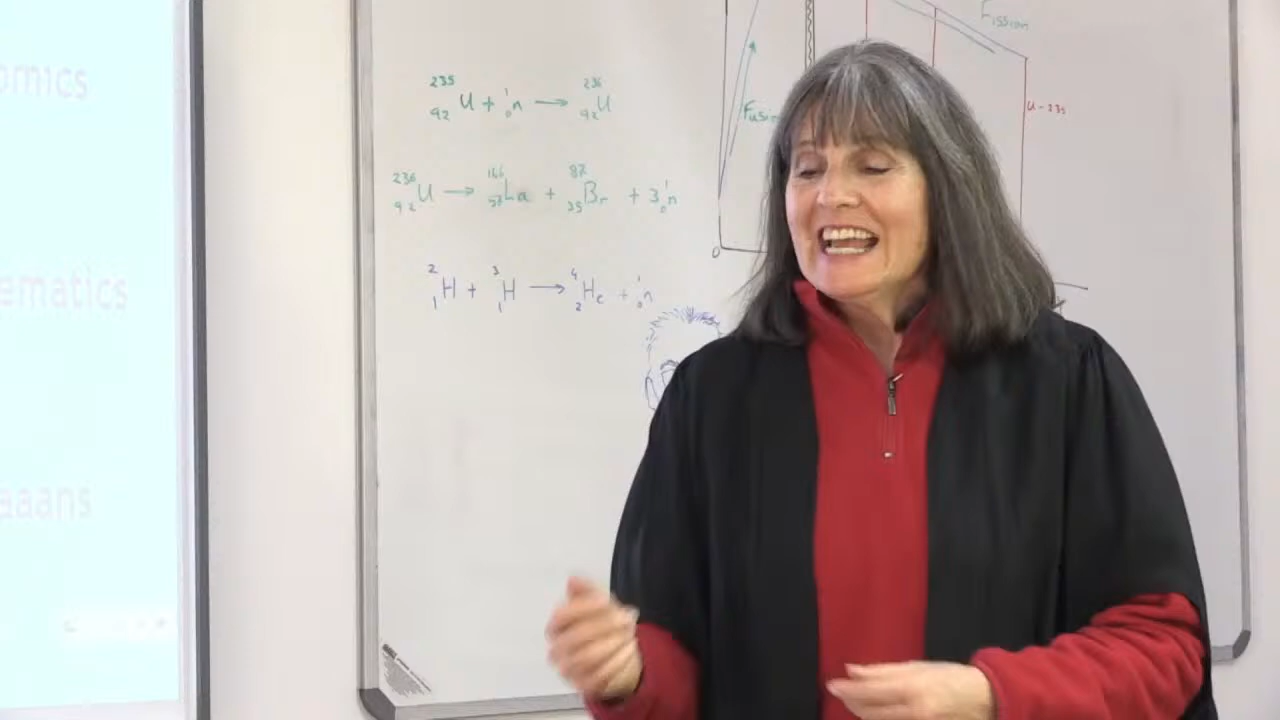 omics
ematics
aaans
²³⁵₉₂U + ¹₀n → ²³⁶₉₂U
²³⁶₉₂U → ¹⁴⁶₅₇La + ⁸⁷₃₅Br + 3¹₀n
²₁H + ³₁H → ⁴₂He + ¹₀n
Fission
Fusion
U-235
0